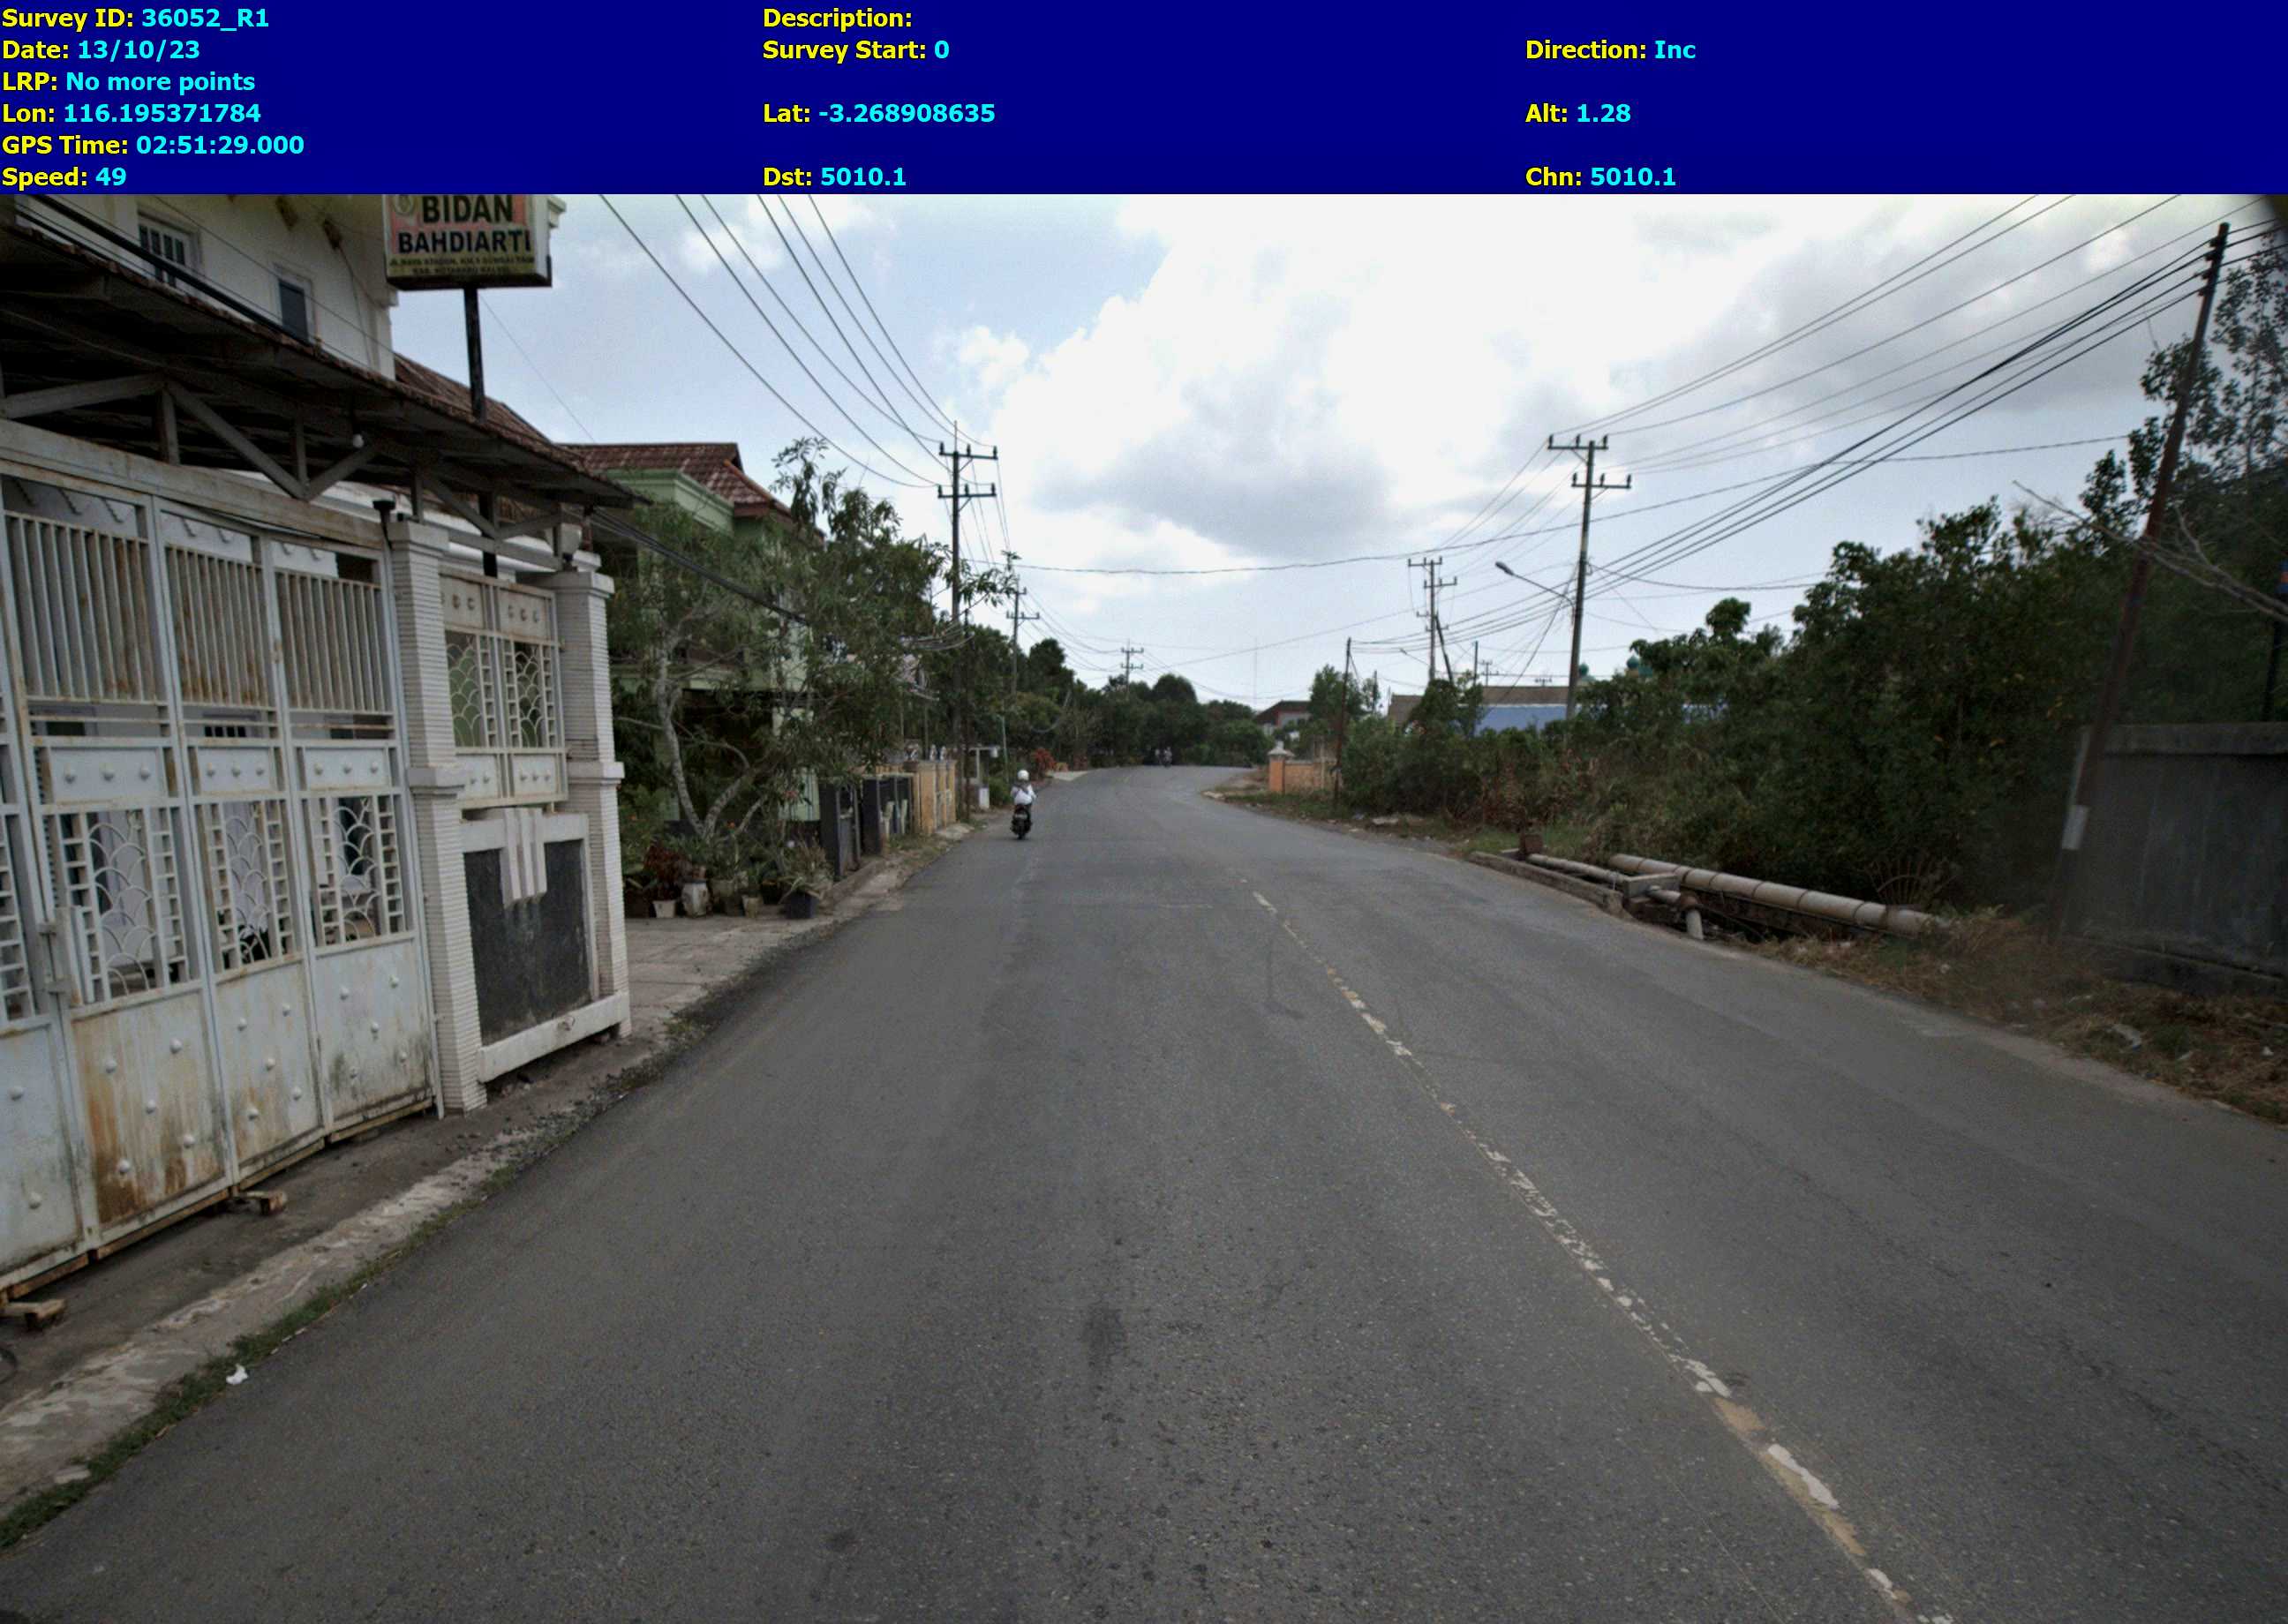 Survey ID: 36052_R1
Description:
Date: 13/10/23
Survey Start: 0
Direction: Inc
LRP: No more points
Lon: 116.195371784
Lat: -3.268908635
Alt: 1.28
GPS Time: 02:51:29.000
Speed: 49
Dst: 5010.1
Chn: 5010.1
BIDAN
BAHDIARTI